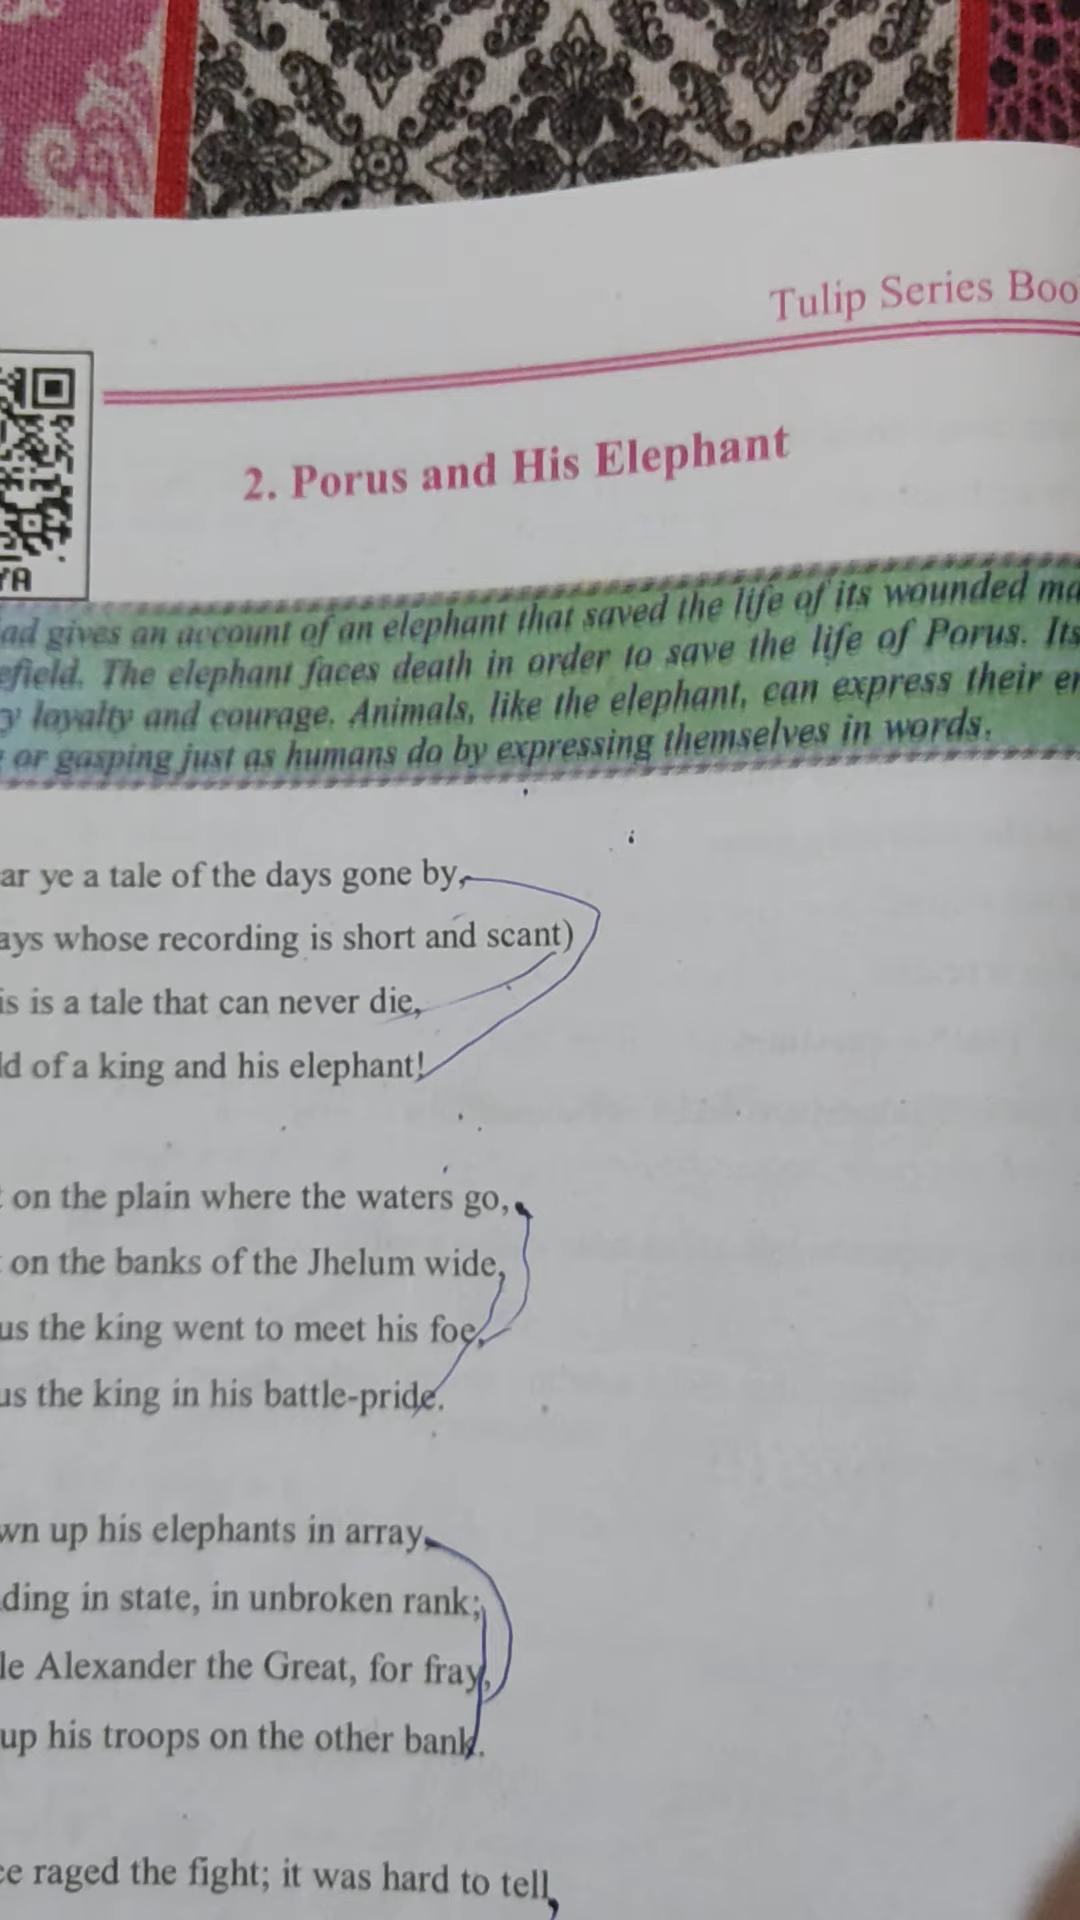 Tulip Series Boo
YA
2. Porus and His Elephant
ad gives an account of an elephant that saved the life of its wounded ma
efield. The elephant faces death in order to save the life of Porus. Its
y loyalty and courage. Animals, like the elephant, can express their en
or gasping just as humans do by expressing themselves in words.
ar ye a tale of the days gone by,
ays whose recording is short and scant)
is is a tale that can never die,
ld of a king and his elephant!
on the plain where the waters go,
on the banks of the Jhelum wide,
us the king went to meet his foe,
us the king in his battle-pride.
wn up his elephants in array,
ding in state, in unbroken rank;
le Alexander the Great, for fray,
up his troops on the other bank.
ce raged the fight; it was hard to tell,